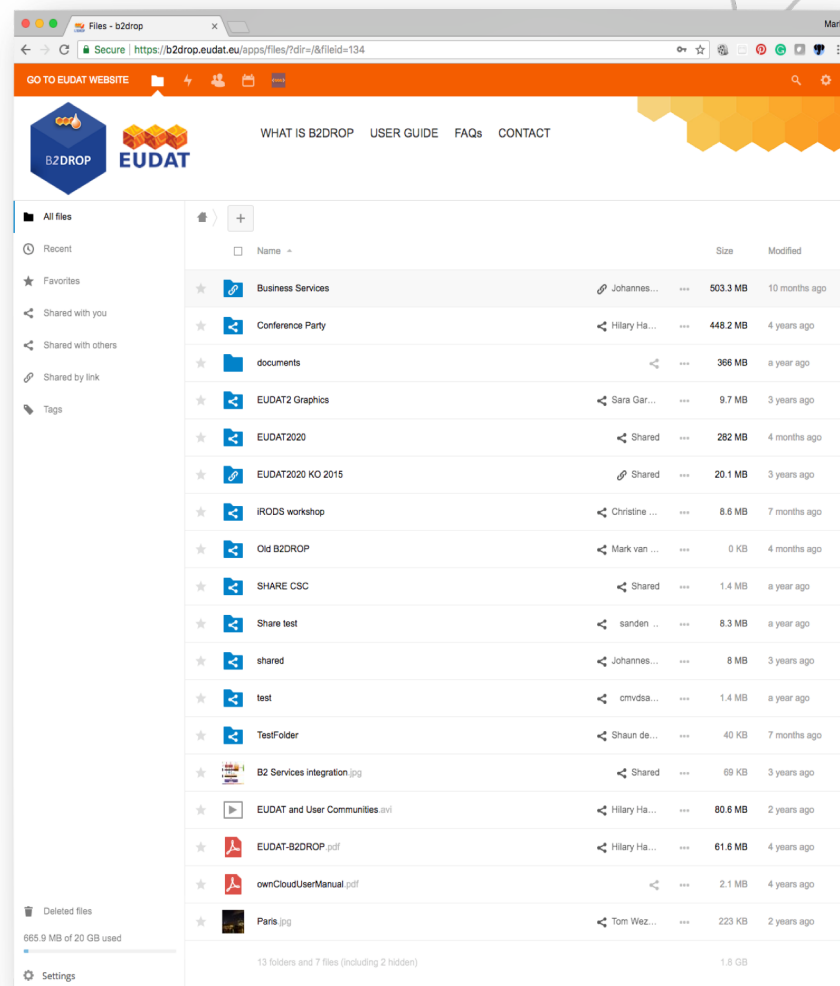 Files - b2drop
Mar
Secure | https://b2drop.eudat.eu/apps/files/?dir=/&fileid=134
GO TO EUDAT WEBSITE
B2DROP
EUDAT
WHAT IS B2DROP USER GUIDE FAQs CONTACT
All files
Recent
Favorites
Shared with you
Shared with others
Shared by link
Tags
+
Name Size Modified
Business Services Johannes... 503.3 MB 10 months ago
Conference Party Hilary Ha... 448.2 MB 4 years ago
documents 366 MB a year ago
EUDAT2 Graphics Sara Gar... 9.7 MB 3 years ago
EUDAT2020 Shared 282 MB 4 months ago
EUDAT2020 KO 2015 Shared 20.1 MB 3 years ago
iRODS workshop Christine ... 8.6 MB 7 months ago
Old B2DROP Mark van ... 0 KB 4 months ago
SHARE CSC Shared 1.4 MB a year ago
Share test sanden .. 8.3 MB a year ago
shared Johannes... 8 MB 3 years ago
test cmvdsa... 1.4 MB a year ago
TestFolder Shaun de... 40 KB 7 months ago
B2 Services integration.jpg Shared 69 KB 3 years ago
EUDAT and User Communities.avi Hilary Ha... 80.6 MB 2 years ago
EUDAT-B2DROP.pdf Hilary Ha... 61.6 MB 4 years ago
ownCloudUserManual.pdf 2.1 MB 4 years ago
Paris.jpg Tom Wez... 223 KB 2 years ago
13 folders and 7 files (including 2 hidden) 1.8 GB
Deleted files
665.9 MB of 20 GB used
Settings